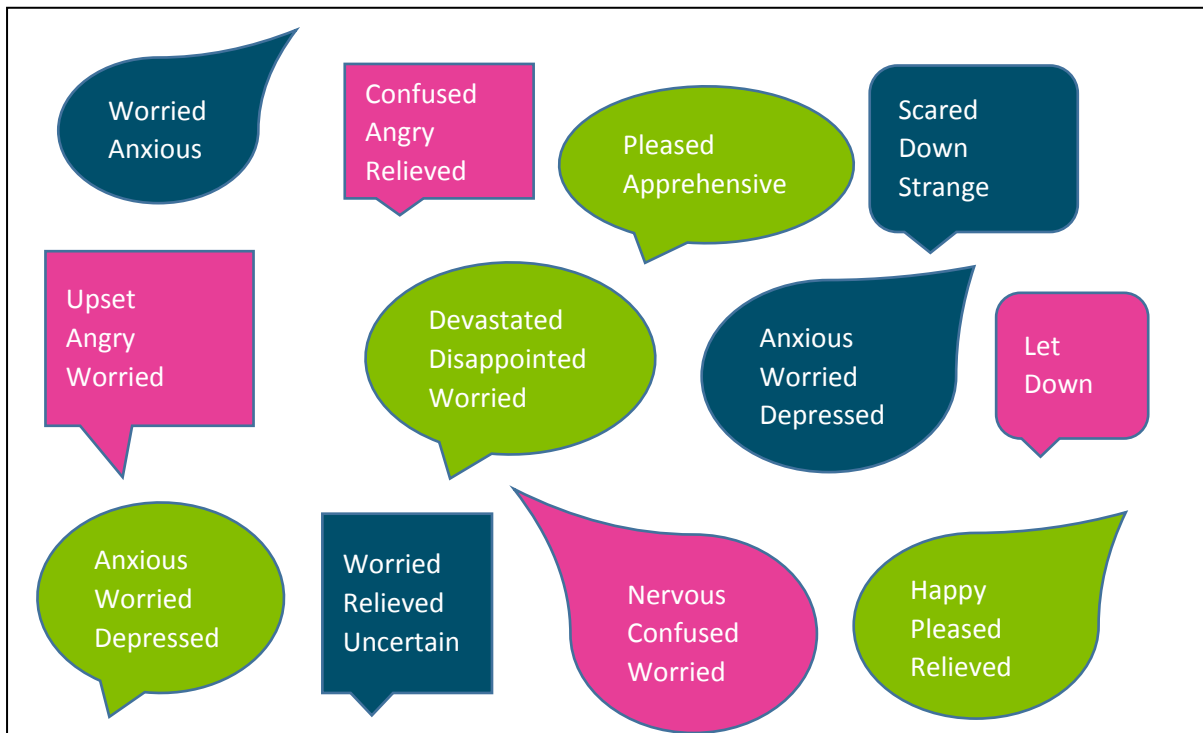 Worried
Anxious
Confused
Angry
Relieved
Pleased
Apprehensive
Scared
Down
Strange
Upset
Angry
Worried
Devastated
Disappointed
Worried
Anxious
Worried
Depressed
Let
Down
Anxious
Worried
Depressed
Worried
Relieved
Uncertain
Nervous
Confused
Worried
Happy
Pleased
Relieved